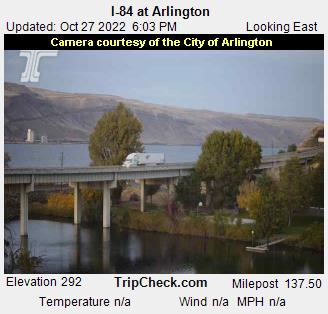 I-84 at Arlington
Updated: Oct 27 2022 6:03 PM Looking East
Camera courtesy of the City of Arlington
Elevation 292 TripCheck.com Milepost 137.50
Temperature n/a Wind n/a MPH n/a